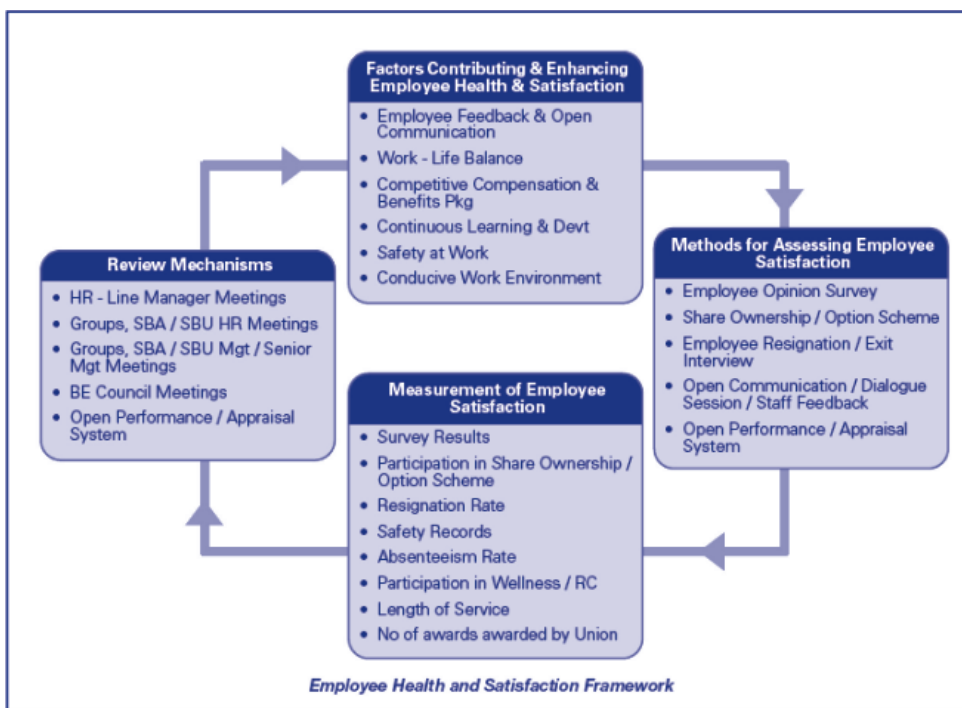 Factors Contributing & Enhancing
Employee Health & Satisfaction
• Employee Feedback & Open
Communication
• Work - Life Balance
• Competitive Compensation &
Benefits Pkg
• Continuous Learning & Devt
• Safety at Work
• Conducive Work Environment
Methods for Assessing Employee
Satisfaction
• Employee Opinion Survey
• Share Ownership / Option Scheme
• Employee Resignation / Exit
Interview
• Open Communication / Dialogue
Session / Staff Feedback
• Open Performance / Appraisal
System
Measurement of Employee
Satisfaction
• Survey Results
• Participation in Share Ownership /
Option Scheme
• Resignation Rate
• Safety Records
• Absenteeism Rate
• Participation in Wellness / RC
• Length of Service
• No of awards awarded by Union
Review Mechanisms
• HR - Line Manager Meetings
• Groups, SBA / SBU HR Meetings
• Groups, SBA / SBU Mgt / Senior
Mgt Meetings
• BE Council Meetings
• Open Performance / Appraisal
System
Employee Health and Satisfaction Framework